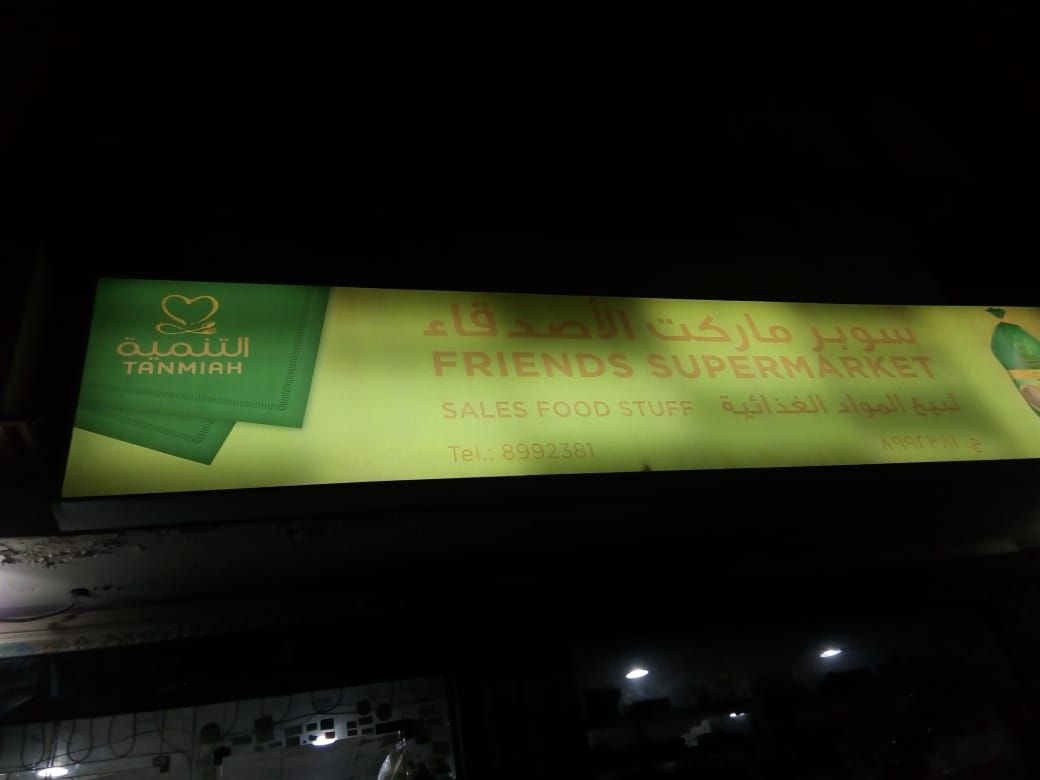 التنمية
TANMIAH
سوبر ماركت الأصدقاء
FRIENDS SUPERMARKET
SALES FOOD STUFF لبيع المواد الغذائية
Tel.: 8992381 ج ٨٩٩٢٣٨١